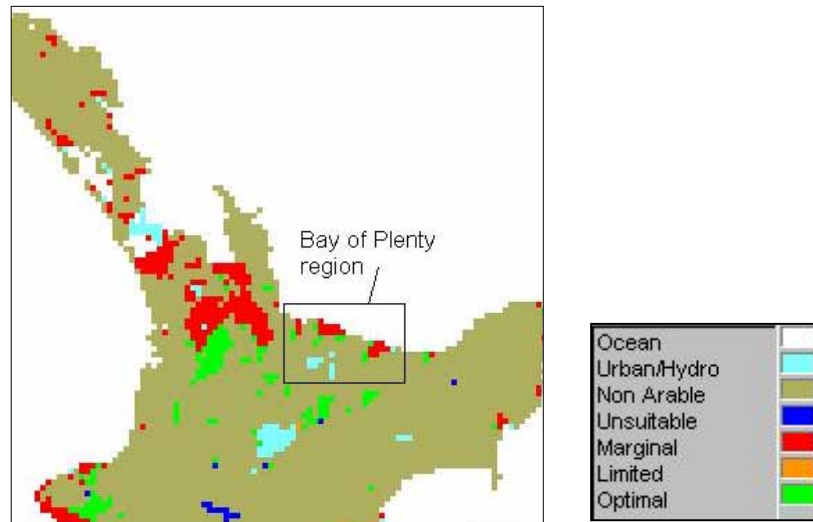 Bay of Plenty
region
Ocean
Urban/Hydro
Non Arable
Unsuitable
Marginal
Limited
Optimal